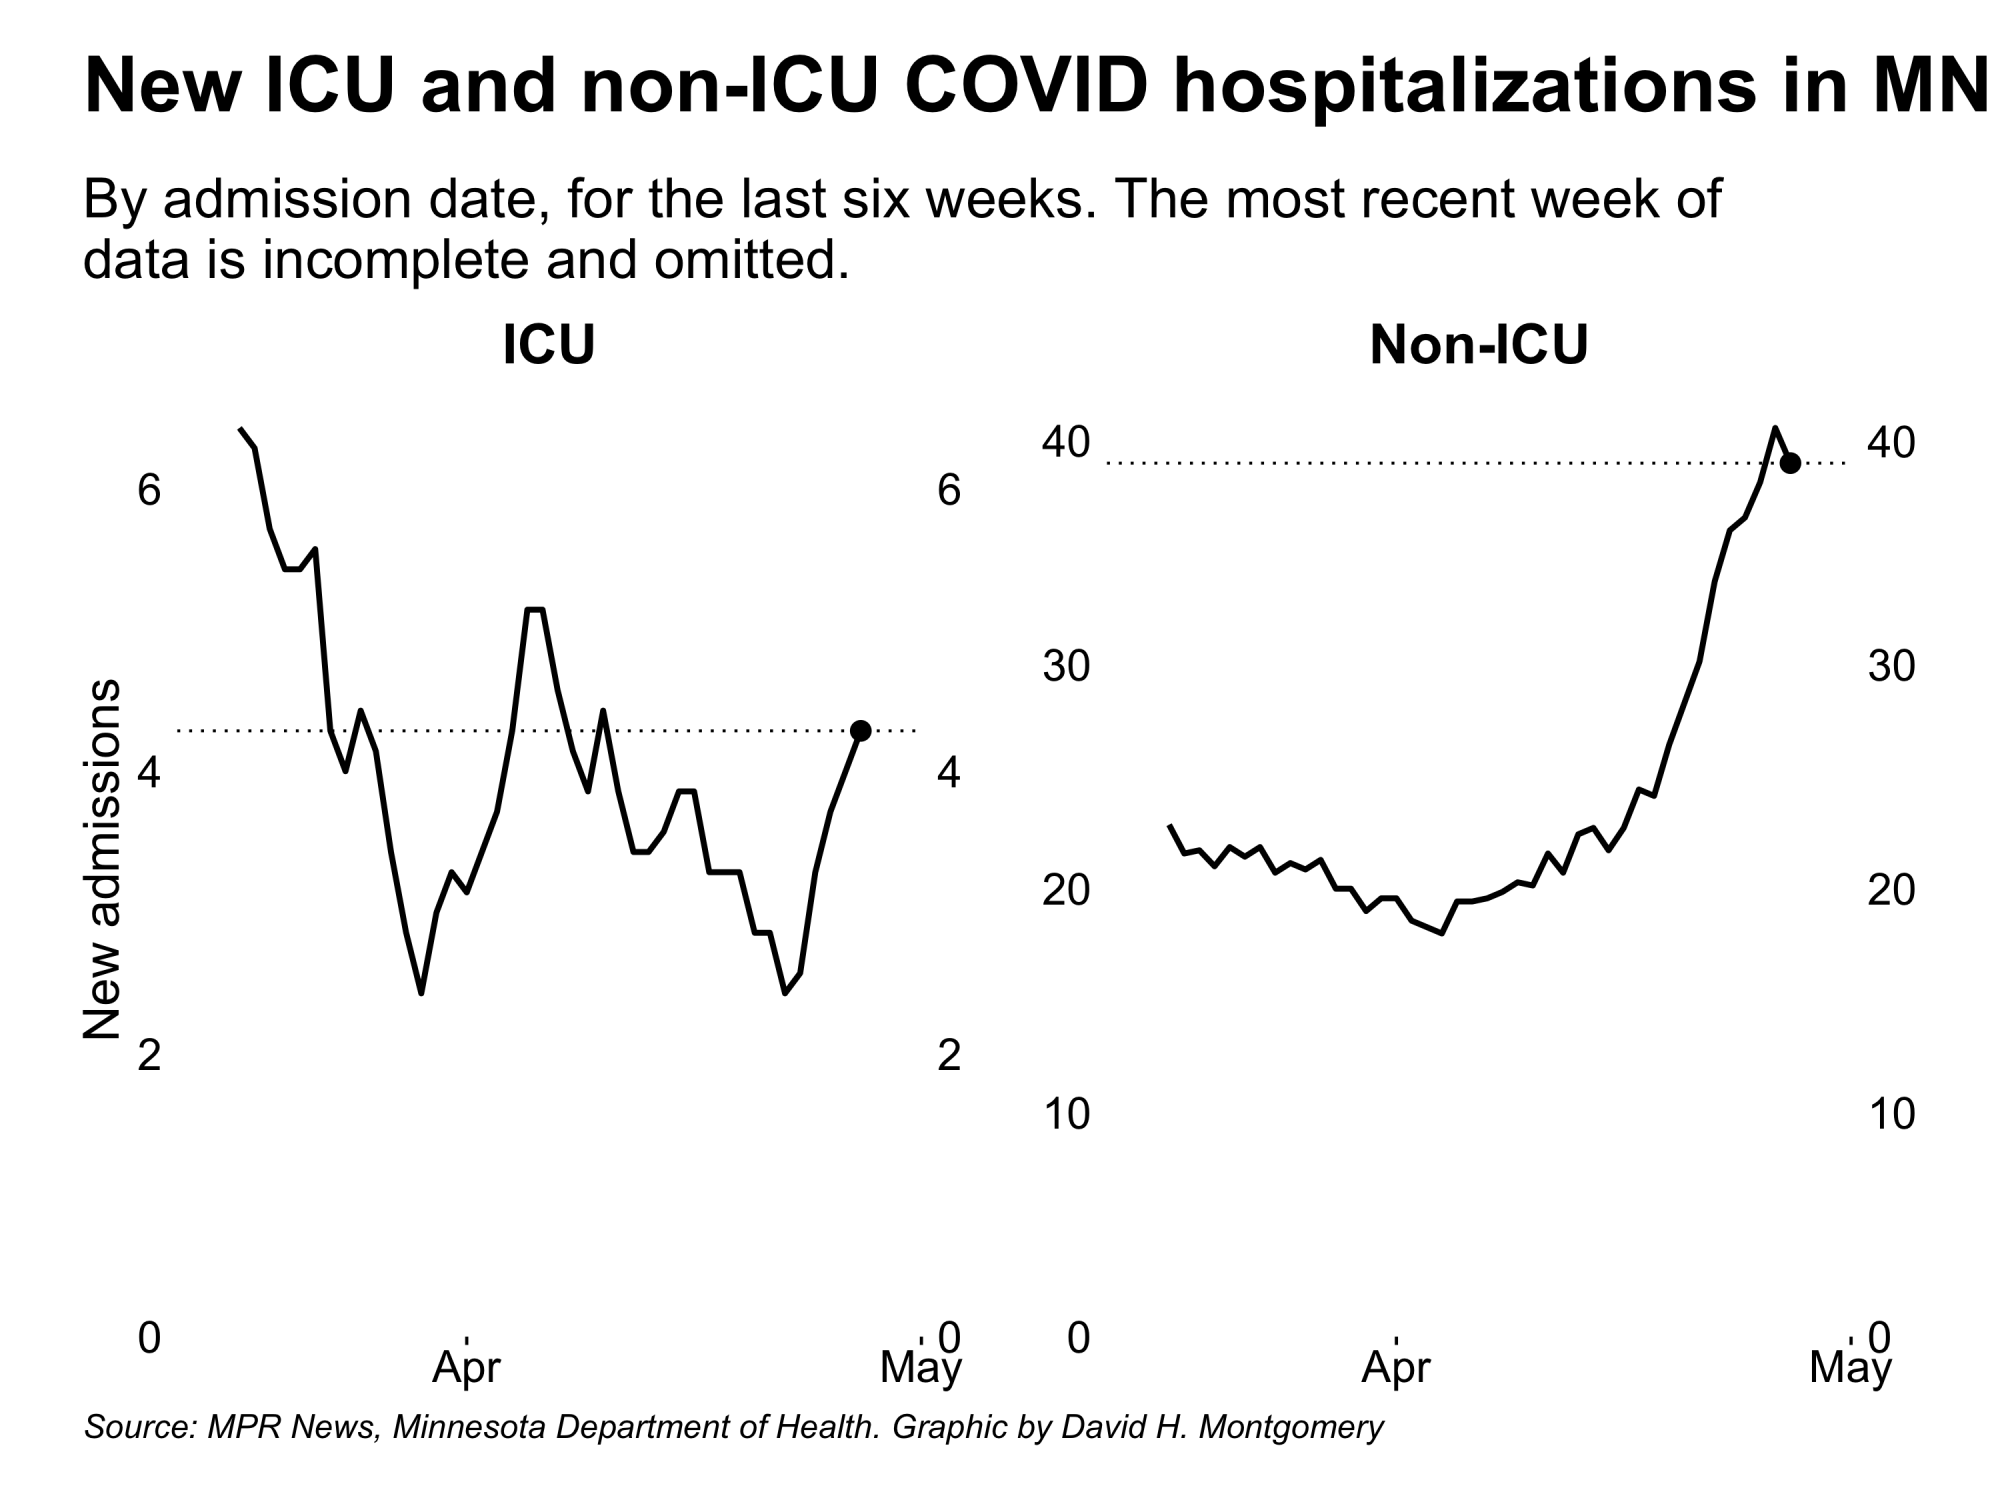 New ICU and non-ICU COVID hospitalizations in MN
By admission date, for the last six weeks. The most recent week of
data is incomplete and omitted.
ICU
New admissions
6
4
2
0
6
4
2
0
Apr
May
Non-ICU
40
30
20
10
0
40
30
20
10
0
Apr
May
Source: MPR News, Minnesota Department of Health. Graphic by David H. Montgomery